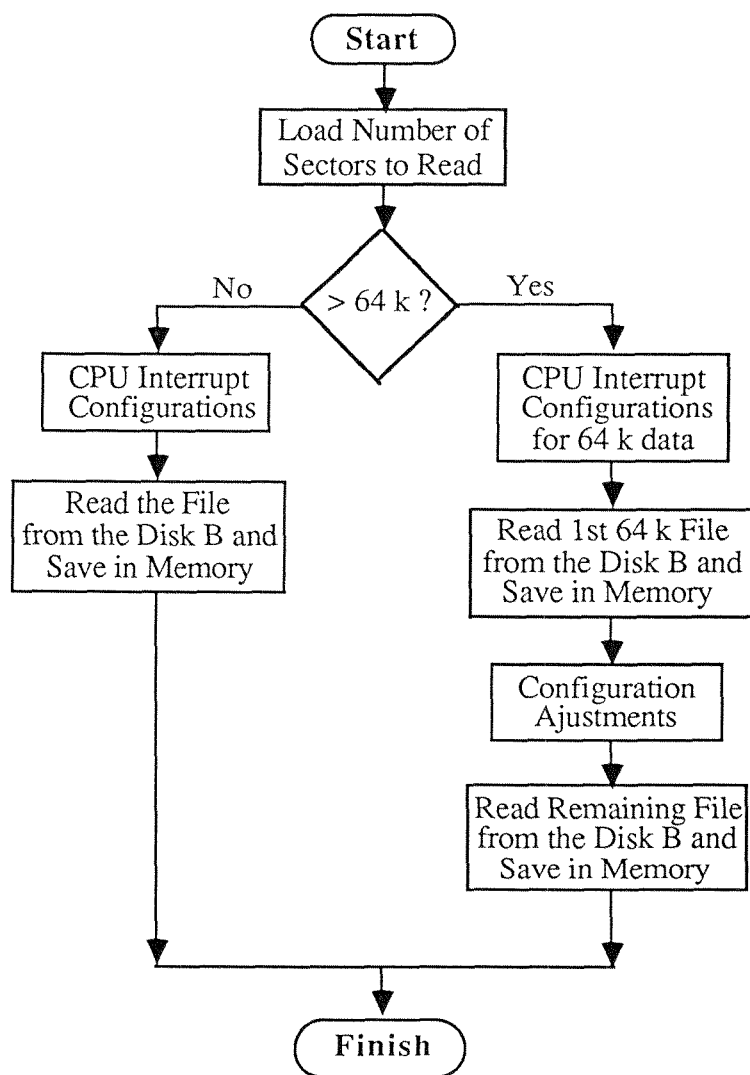 Start
Load Number of
Sectors to Read
> 64 k ?
No
Yes
CPU Interrupt
Configurations
Read the File
from the Disk B and
Save in Memory
CPU Interrupt
Configurations
for 64 k data
Read 1st 64 k File
from the Disk B and
Save in Memory
Configuration
Ajustments
Read Remaining File
from the Disk B and
Save in Memory
Finish